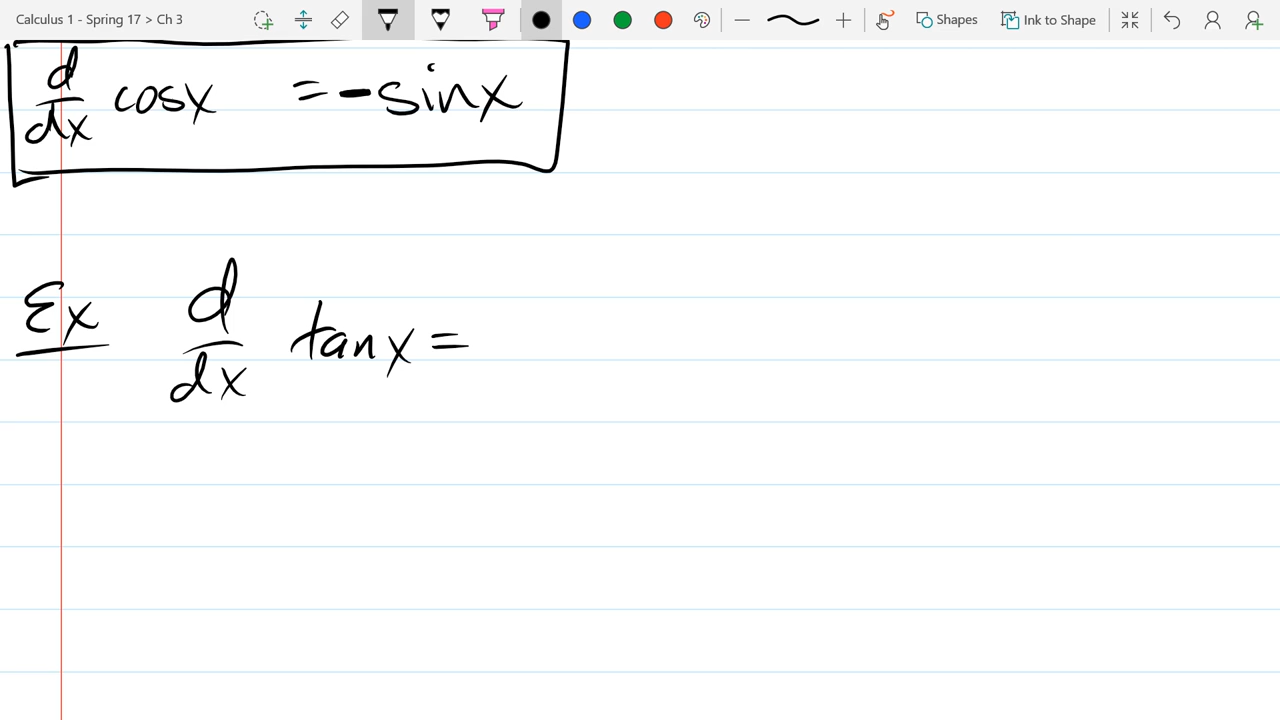 Calculus 1 - Spring 17 > Ch 3 Shapes Ink to Shape
d/dx cosx = -sinx
Ex d/dx tanx =